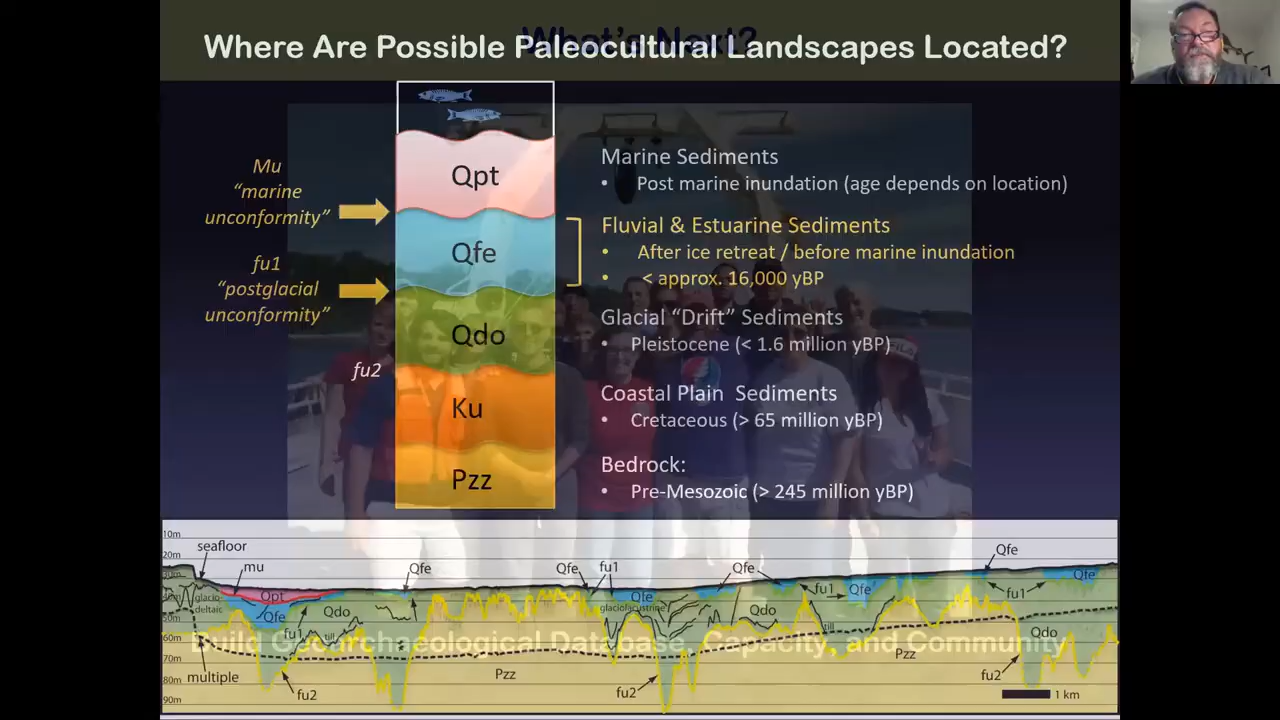 What's Next?
Where Are Possible Paleocultural Landscapes Located?
Mu
“marine
unconformity”
fu1
“postglacial
unconformity”
fu2
Qpt
Qfe
Qdo
Ku
Pzz
Marine Sediments
• Post marine inundation (age depends on location)
Fluvial & Estuarine Sediments
• After ice retreat / before marine inundation
• < approx. 16,000 yBP
Glacial “Drift” Sediments
• Pleistocene (< 1.6 million yBP)
Coastal Plain Sediments
• Cretaceous (> 65 million yBP)
Bedrock:
• Pre-Mesozoic (> 245 million yBP)
10m
20m
seafloor
mu
Qfe
Qfe
fu1
Qfe
Qfe
glacio-
deltaic
Qpt
Qfe
Qdo
fu1
till
Qfe
glaciolacustrine
Qdo
fu1
Qfe
till
fu1
Qfe
Qdo
60m
70m
80m
90m
Build Geoarchaeological Database, Capacity, and Community
multiple
fu2
Pzz
fu2
Pzz
fu2
1 km